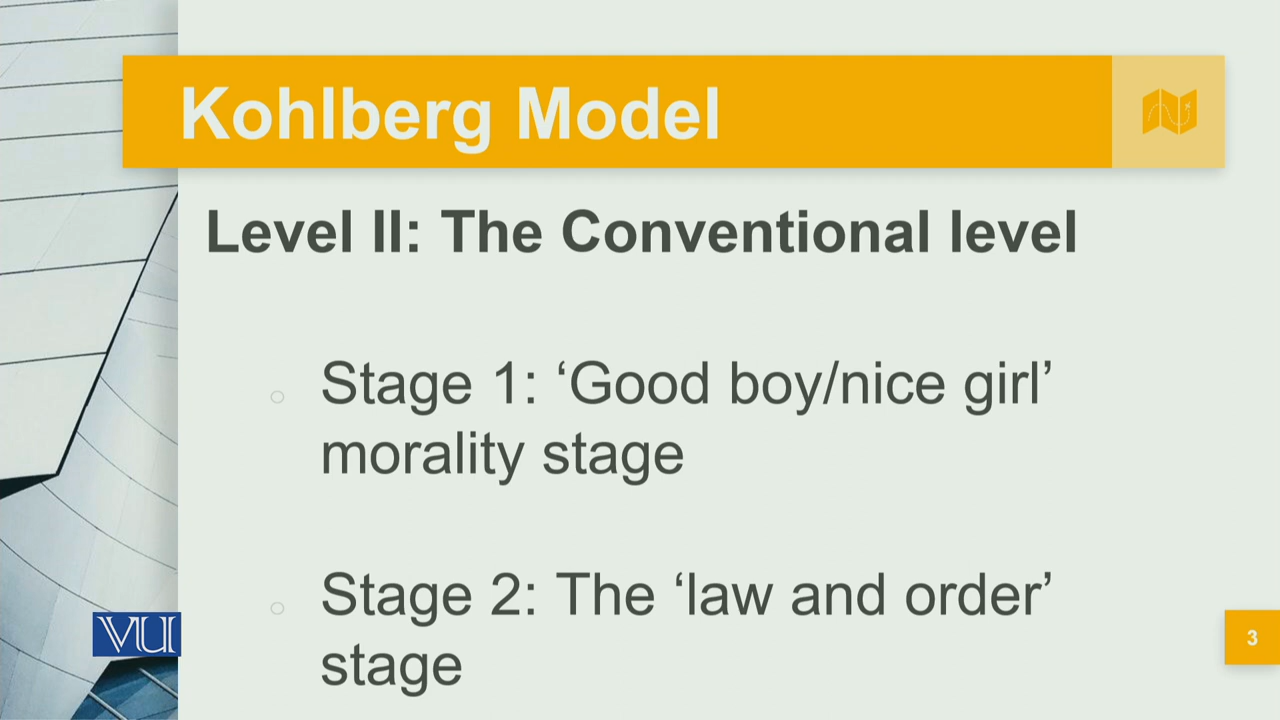 Kohlberg Model
Level II: The Conventional level
Stage 1: ‘Good boy/nice girl’
morality stage
Stage 2: The ‘law and order’
stage
VU
3